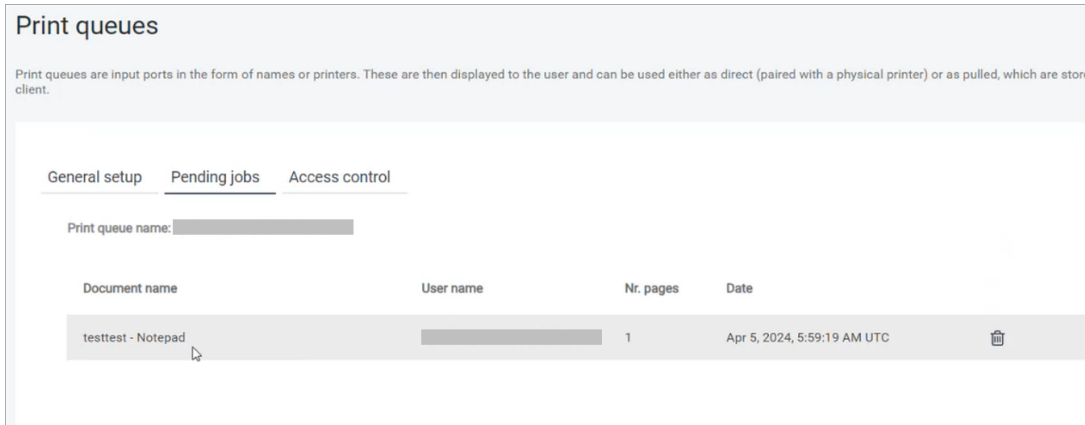 Print queues
Print queues are input ports in the form of names or printers. These are then displayed to the user and can be used either as direct (paired with a physical printer) or as pulled, which are
client.
General setup Pending jobs Access control
Print queue name:
Document name User name Nr. pages Date
testtest - Notepad 1 Apr 5, 2024, 5:59:19 AM UTC